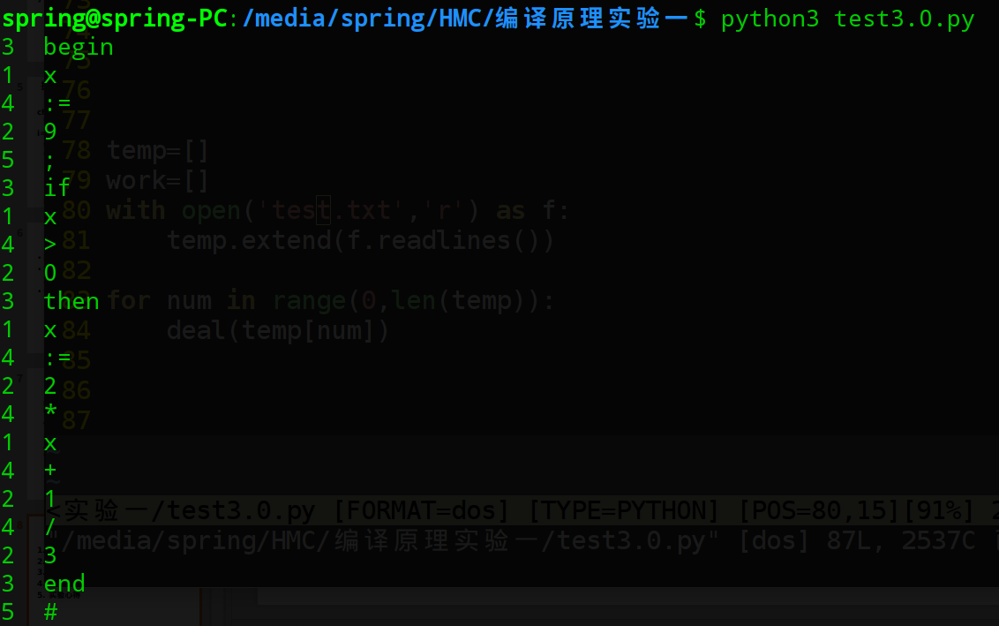 spring@spring-PC:/media/spring/HMC/编译原理实验一$ python3 test3.0.py
3 begin
1 x
4 :=
2 9
5 ;
3 if
1 x
4 >
2 0
3 then
1 x
4 :=
2 2
4 *
1 x
4 +
2 1
4 /
2 3
3 end
5 #
76
77
78 temp=[]
79 work=[]
80 with open('test.txt','r') as f:
81 temp.extend(f.readlines())
82
for num in range(0,len(temp)):
84 deal(temp[num])
85
86
87
<实验一/test3.0.py [FORMAT=dos] [TYPE=PYTHON] [POS=80,15][91%] 2
"/media/spring/HMC/编译原理实验一/test3.0.py" [dos] 87L, 2537C